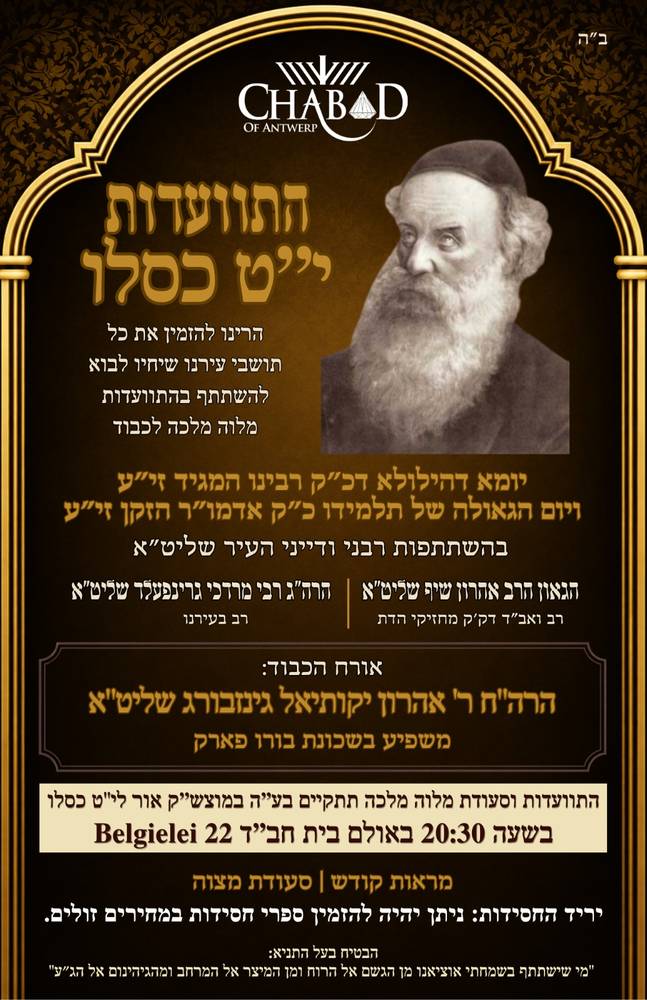 ב״ה
CHABAD
OF ANTWERP
התוועדות
י״ט כסלו
הרינו להזמין את כל
תושבי עירנו שיחיו לבוא
להשתתף בהתוועדות
מלוה מלכה לכבוד
יומא דהילולא דכ״ק רבינו המגיד זי״ע
ויום הגאולה של תלמידו כ״ק אדמו״ר הזקן זי״ע
בהשתתפות רבני ודייני העיר שליט״א
הגאון הרב אהרון שיף שליט"א
רב ואב״ד דק׳ק מחזיקי הדת
הרה"ג רבי מרדכי גרינפעלד שליט"א
רב בעירנו
אורח הכבוד:
הרה"ח ר' אהרון יקותיאל גינזבורג שליט"א
משפיע בשכונת בורו פארק
התוועדות וסעודת מלוה מלכה תתקיים בע״ה במוצש״ק אור לי"ט כסלו
בשעה 20:30 באולם בית חב״ד Belgielei 22
מראות קודש | סעודת מצוה
יריד החסידות: ניתן יהיה להזמין ספרי חסידות במחירים זולים.
הבטיח בעל התניא:
"מי שישתתף בשמחתי אוציאנו מן הגשם אל הרוח ומן המיצר אל המרחב ומהגיהינום אל הג״ע"